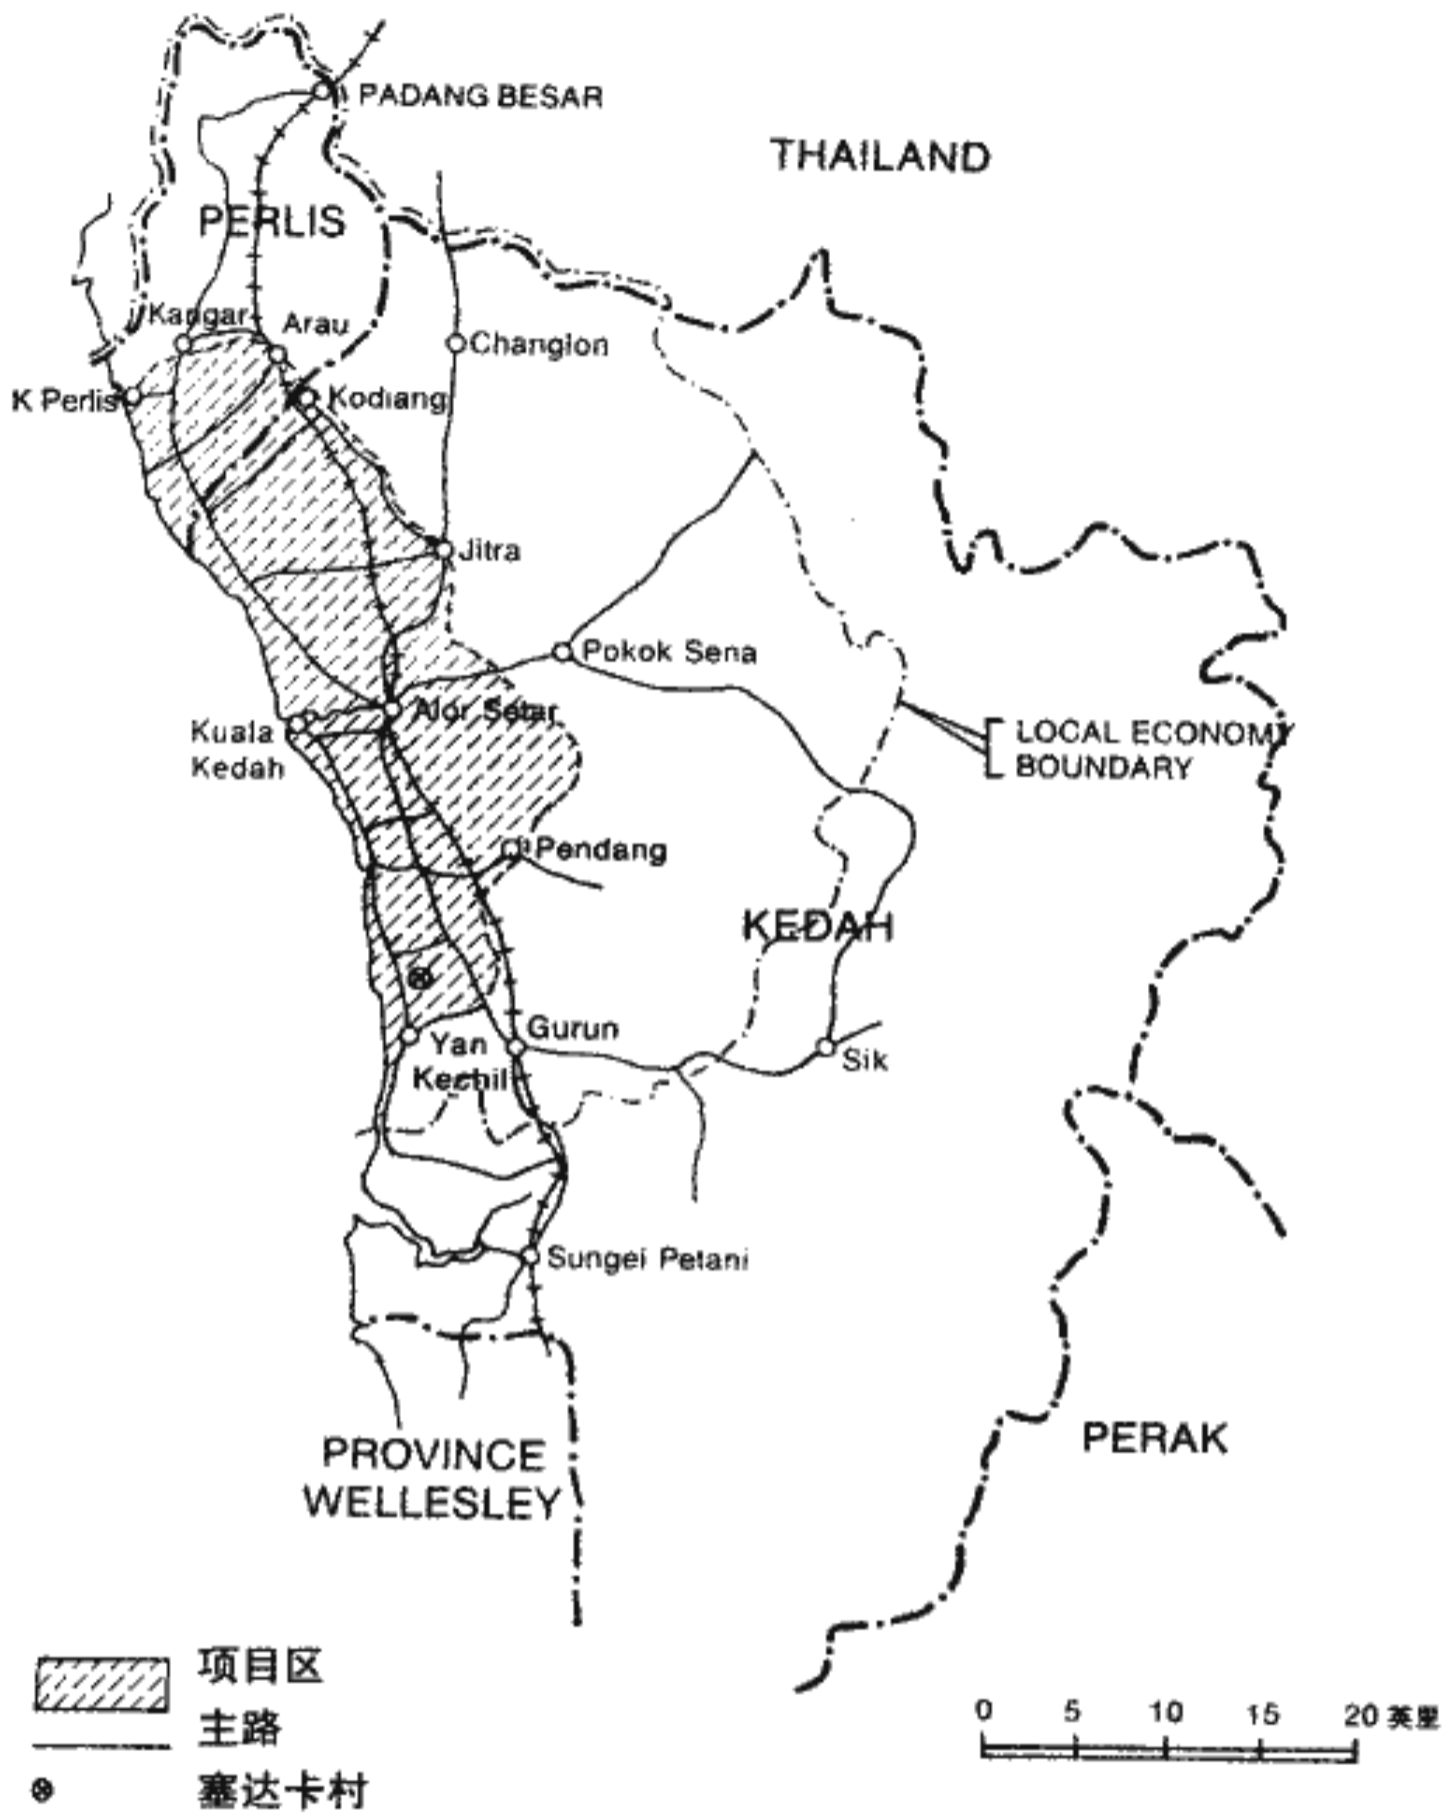 PADANG BESAR
THAILAND
PERLIS
Kangar
Arau
Changlon
K Perlis
Kodiang
Jitra
Pokok Sena
Alor Setar
Kuala
Kedah
LOCAL ECONOMY
BOUNDARY
Pendang
KEDAH
Gurun
Yan
Kechil
Sik
Sungei Petani
PERAK
PROVINCE
WELLESLEY
项目区
主路
塞达卡村
0 5 10 15 20 英里